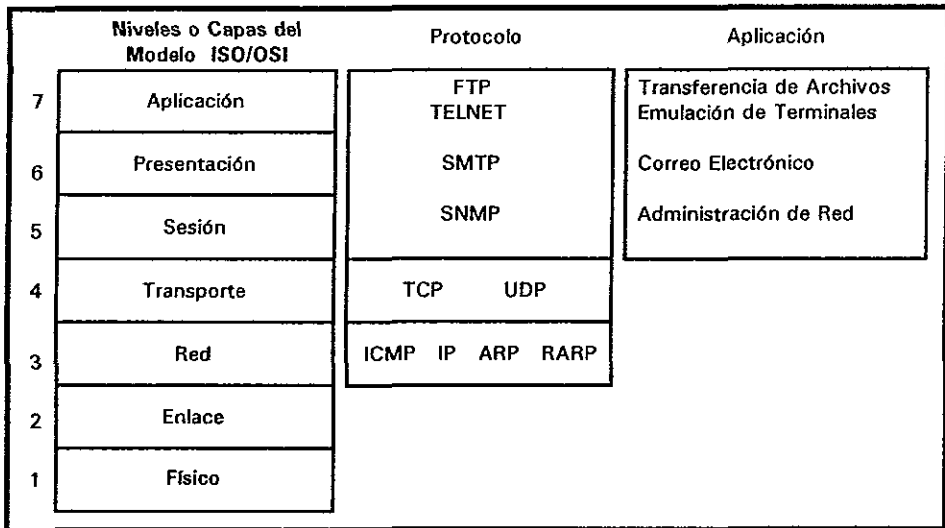 Niveles o Capas del
Modelo ISO/OSI
Protocolo
Aplicación
7
Aplicación
FTP
TELNET
Transferencia de Archivos
Emulación de Terminales
6
Presentación
SMTP
Correo Electrónico
5
Sesión
SNMP
Administración de Red
4
Transporte
TCP UDP
3
Red
ICMP IP ARP RARP
2
Enlace
1
Físico